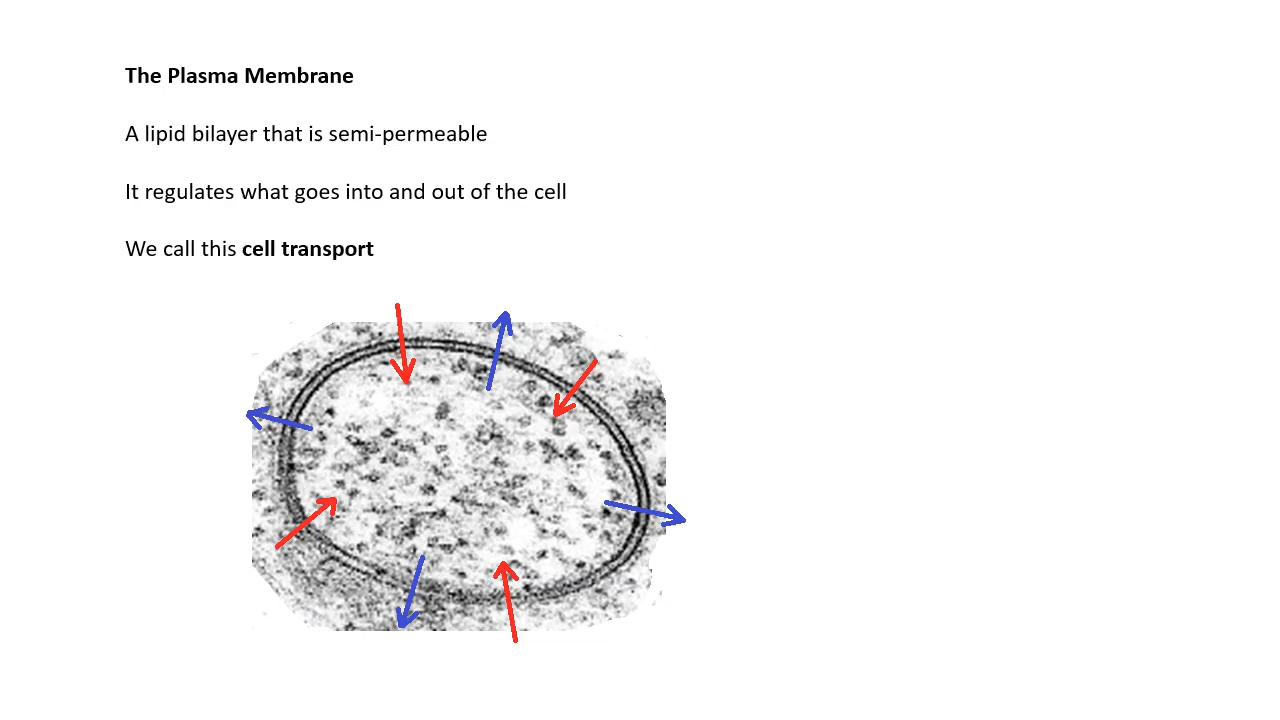 The Plasma Membrane
A lipid bilayer that is semi-permeable
It regulates what goes into and out of the cell
We call this cell transport